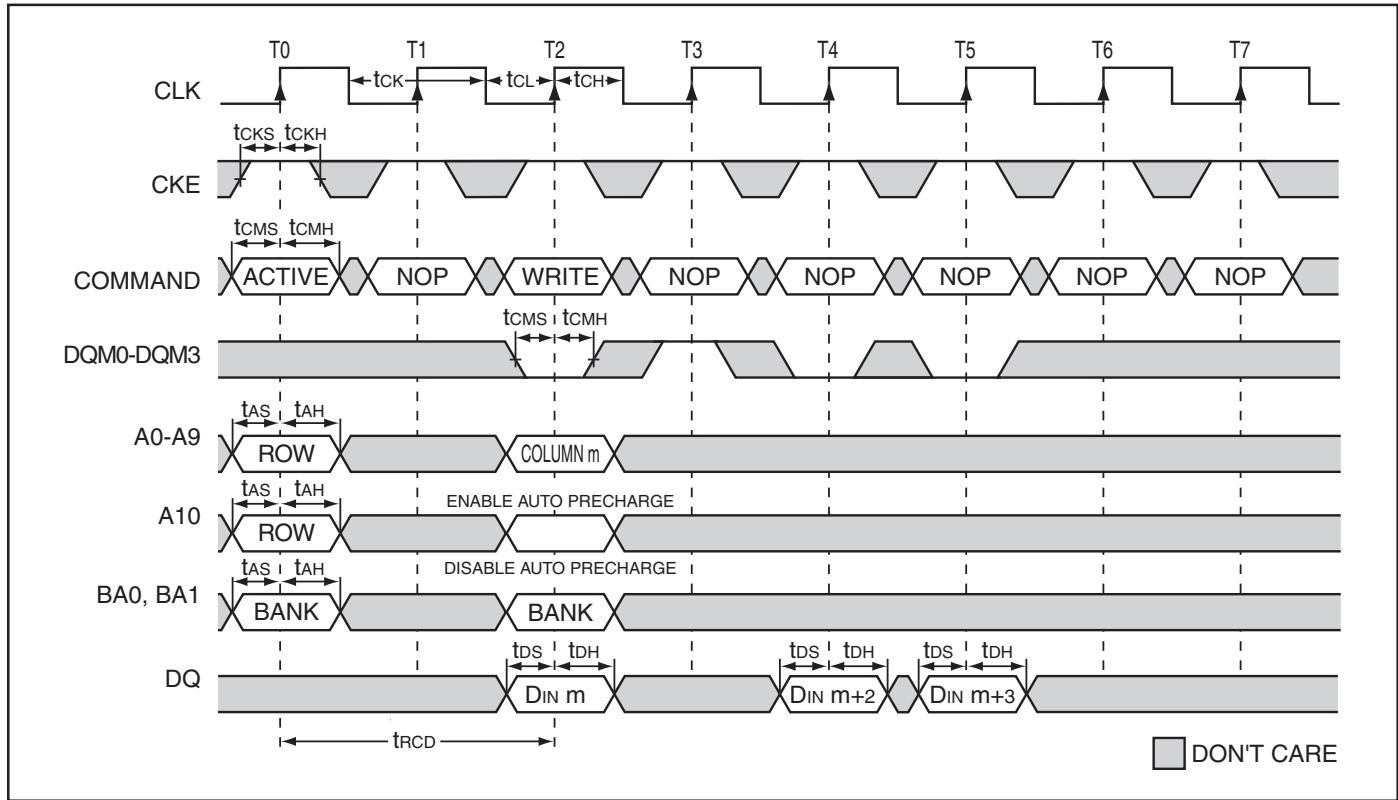 T0 T1 T2 T3 T4 T5 T6 T7
CLK tCK tCL tCH
tCKS tCKH
CKE
tCMS tCMH
COMMAND ACTIVE NOP WRITE NOP NOP NOP NOP NOP
tCMS tCMH
DQM0-DQM3
tAS tAH
A0-A9 ROW COLUMN m
tAS tAH ENABLE AUTO PRECHARGE
A10 ROW
tAS tAH DISABLE AUTO PRECHARGE
BA0, BA1 BANK BANK
tDS tDH tDS tDH tDS tDH
DQ DIN m DIN m+2 DIN m+3
tRCD
DON'T CARE